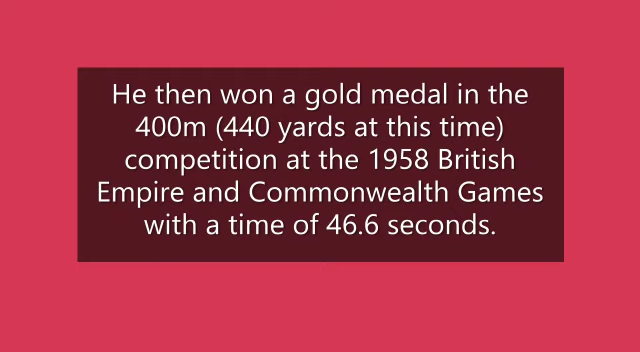 He then won a gold medal in the
400m (440 yards at this time)
competition at the 1958 British
Empire and Commonwealth Games
with a time of 46.6 seconds.